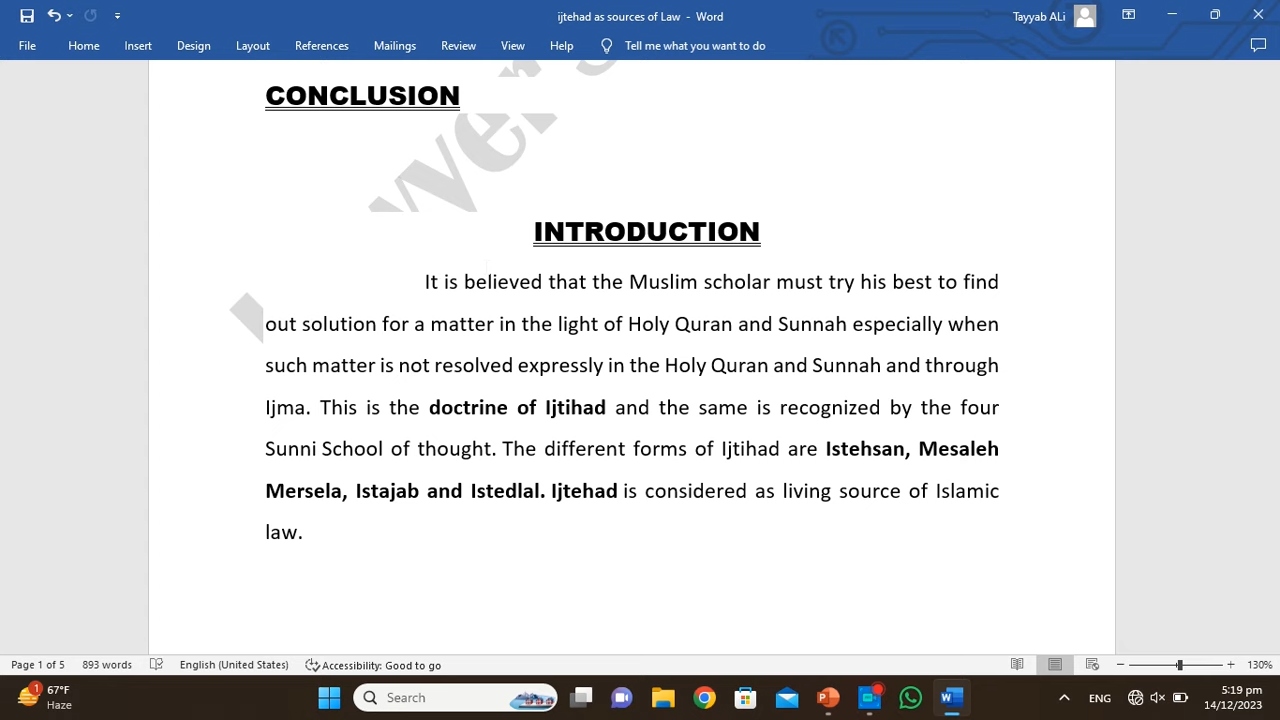 ijtehad as sources of Law - Word
Tayyab ALi
File Home Insert Design Layout References Mailings Review View Help Tell me what you want to do
CONCLUSION
INTRODUCTION
It is believed that the Muslim scholar must try his best to find
out solution for a matter in the light of Holy Quran and Sunnah especially when
such matter is not resolved expressly in the Holy Quran and Sunnah and through
Ijma. This is the doctrine of Ijtihad and the same is recognized by the four
Sunni School of thought. The different forms of Ijtihad are Istehsan, Mesaleh
Mersela, Istajab and Istedlal. Ijtehad is considered as living source of Islamic
law.
Page 1 of 5 893 words English (United States) Accessibility: Good to go 130%
1 67°F
Haze
Search
ENG
5:19 pm
14/12/2023